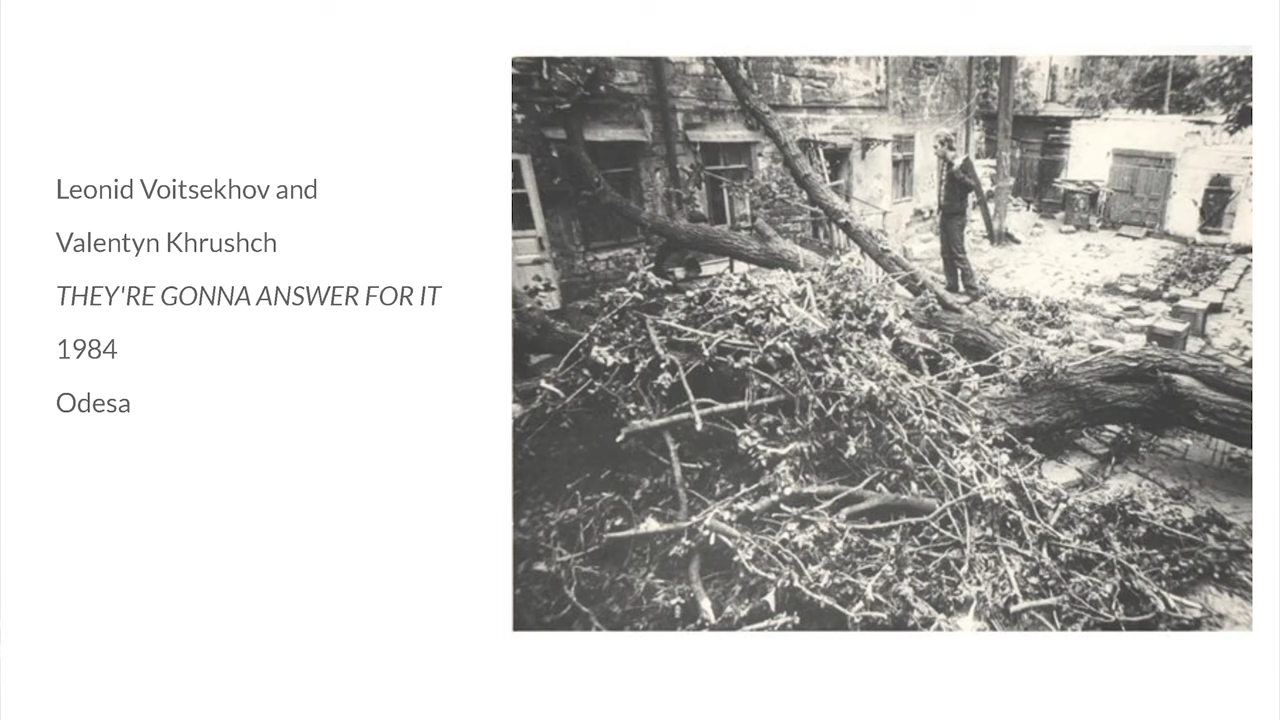 Leonid Voitsekhov and
Valentyn Khrushch
THEY'RE GONNA ANSWER FOR IT
1984
Odesa